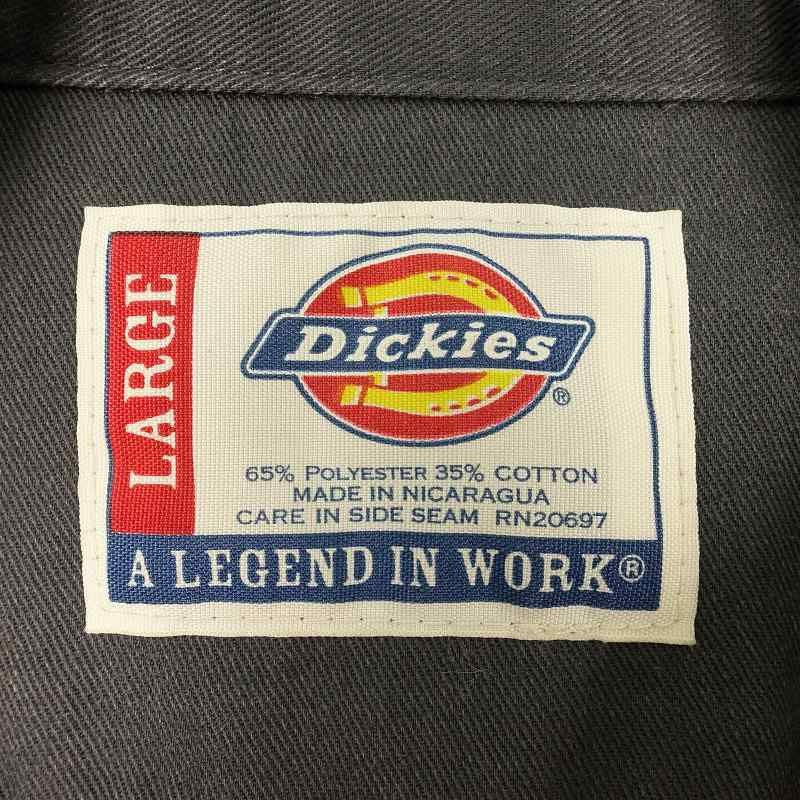 LARGE
Dickies®
65% POLYESTER 35% COTTON
MADE IN NICARAGUA
CARE IN SIDE SEAM RN20697
A LEGEND IN WORK®